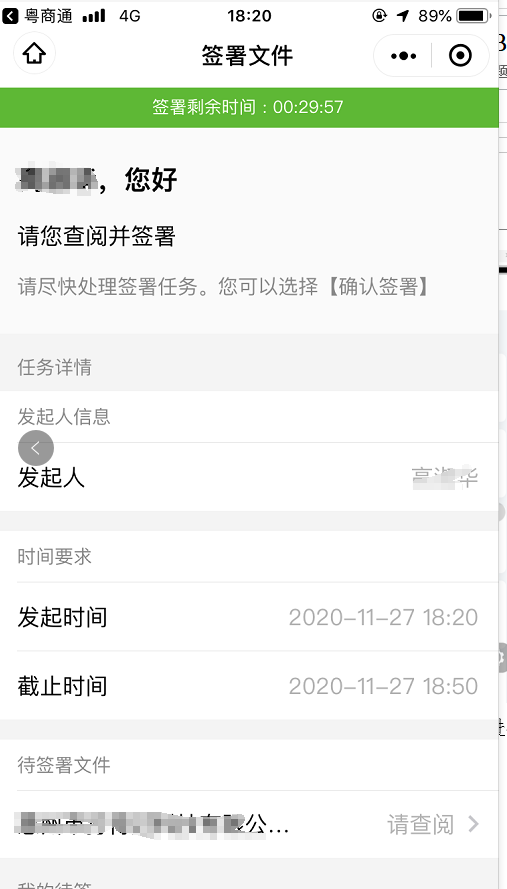 粤商通 4G 18:20 89%
签署文件
签署剩余时间：00:29:57
，您好
请您查阅并签署
请尽快处理签署任务。您可以选择【确认签署】
任务详情
发起人信息
发起人
时间要求
发起时间 2020-11-27 18:20
截止时间 2020-11-27 18:50
待签署文件
有限公... 请查阅